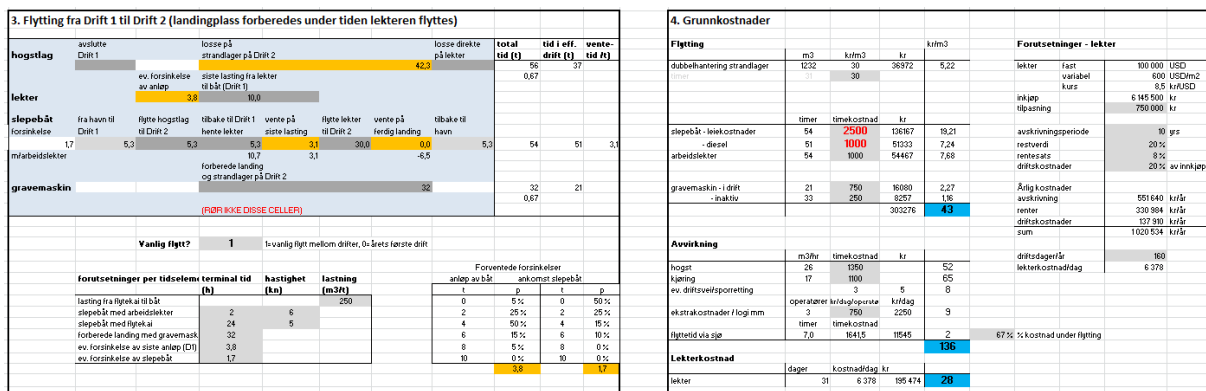 3. Flytting fra Drift 1 til Drift 2 (landingplass forberedes under tiden lekteren flyttes)
avslutte losse på losse direkte total tid i eff. vente-
hogstlag Drift 1 strandlager på Drift 2 på lekter tid (t) drift (t) tid /t)
42,3 56 37
ev. forsinkelse siste lasting fra lekter 0,67
av anløp til båt (Drift 1)
lekter 3,8 10,0
slepebåt fra havn til flytte hogstlag tilbake til Drift 1 vente på flytte lekter vente på tilbake til
forsinkelse Drift 1 til Drift 2 hente lekter siste lasting til Drift 2 ferdig landing havn
1,7 5,3 5,3 5,3 3,1 30,0 0,0 5,3 54 51 3,1
m/arbeidslekter 10,7 3,1 -6,5
forberede landing
og strandlager på Drift 2
gravemaskin 32 32 21
0,67
(RØR IKKE DISSE CELLER)
Vanlig flytt? 1 1=vanlig flytt mellom drifter, 0= årets første drift
Forventede forsinkelser
forutsetninger per tidseleme terminal tid hastighet lastning anløp av båt ankomst slepebåt
(h) (kn) (m3/t) t p t p
lasting fra flytekai til båt 250 0 5 % 0 50 %
slepebåt med arbeidslekter 2 6 2 25 % 2 25 %
slepebåt med flytekai 24 5 4 50 % 4 15 %
forberede landing med gravemask 32 6 15 % 6 10 %
ev. forsinkelse av siste anløp (D1) 3,8 8 5 % 8 0 %
ev. forsinkelse av slepebåt 1,7 10 0 % 10 0 %
3,8 1,7
4. Grunnkostnader
Flytting kr/m3
m3 kr/m3 kr
dubbelhantering strandlager 1232 30 36972 5,22
timer 31 30
timer timekostnad kr
slepebåt - leiekostnader 54 2500 136167 19,21
- diesel 51 1000 51333 7,24
arbeidslekter 54 1000 54467 7,68
gravemaskin - i drift 21 750 16080 2,27
- inaktiv 33 250 8257 1,16
303276 43
Avvirkning
m3/hr timekostnad kr
hogst 26 1350 52
kjøring 17 1100 65
ev. driftsvei/sporretting 3 5 8
operatører kr/dag/operatø kr/dag
ekstrakostnader / logi mm 3 750 2250 9
timer timekostnad
flyttetid via sjø 7,0 1641,5 11545 2 67 % % kostnad under flytting
136
Lekterkostnad
dager kostnad/dag kr
lekter 31 6 378 195 474 28
Forutsetninger - lekter
lekter fast 100 000 USD
variabel 600 USD/m2
kurs 8,5 kr/USD
inkjøp 6 145 500 kr
tilpasning 750 000 kr
avskrivningsperiode 10 yrs
restverdi 20 %
rentesats 8 %
driftskostnader 20 % av innkjøp
Årlig kostnader
avskrivning 551 640 kr/år
renter 330 984 kr/år
driftskostnader 137 910 kr/år
sum 1 020 534 kr/år
driftsdager/år 160
lekterkostnad/dag 6 378